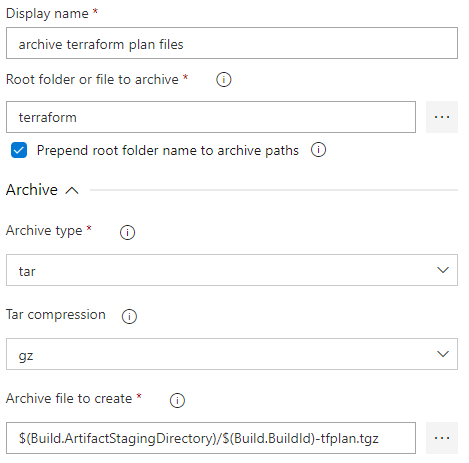 Display name *
archive terraform plan files
Root folder or file to archive *
terraform
...
Prepend root folder name to archive paths
Archive
Archive type *
tar
Tar compression
gz
Archive file to create *
$(Build.ArtifactStagingDirectory)/$(Build.BuildId)-tfplan.tgz
...